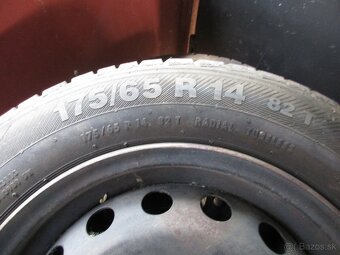 175/65 R 14 82 T
175/65 R 14 82 T RADIAL TUBELESS
Bazos.sk